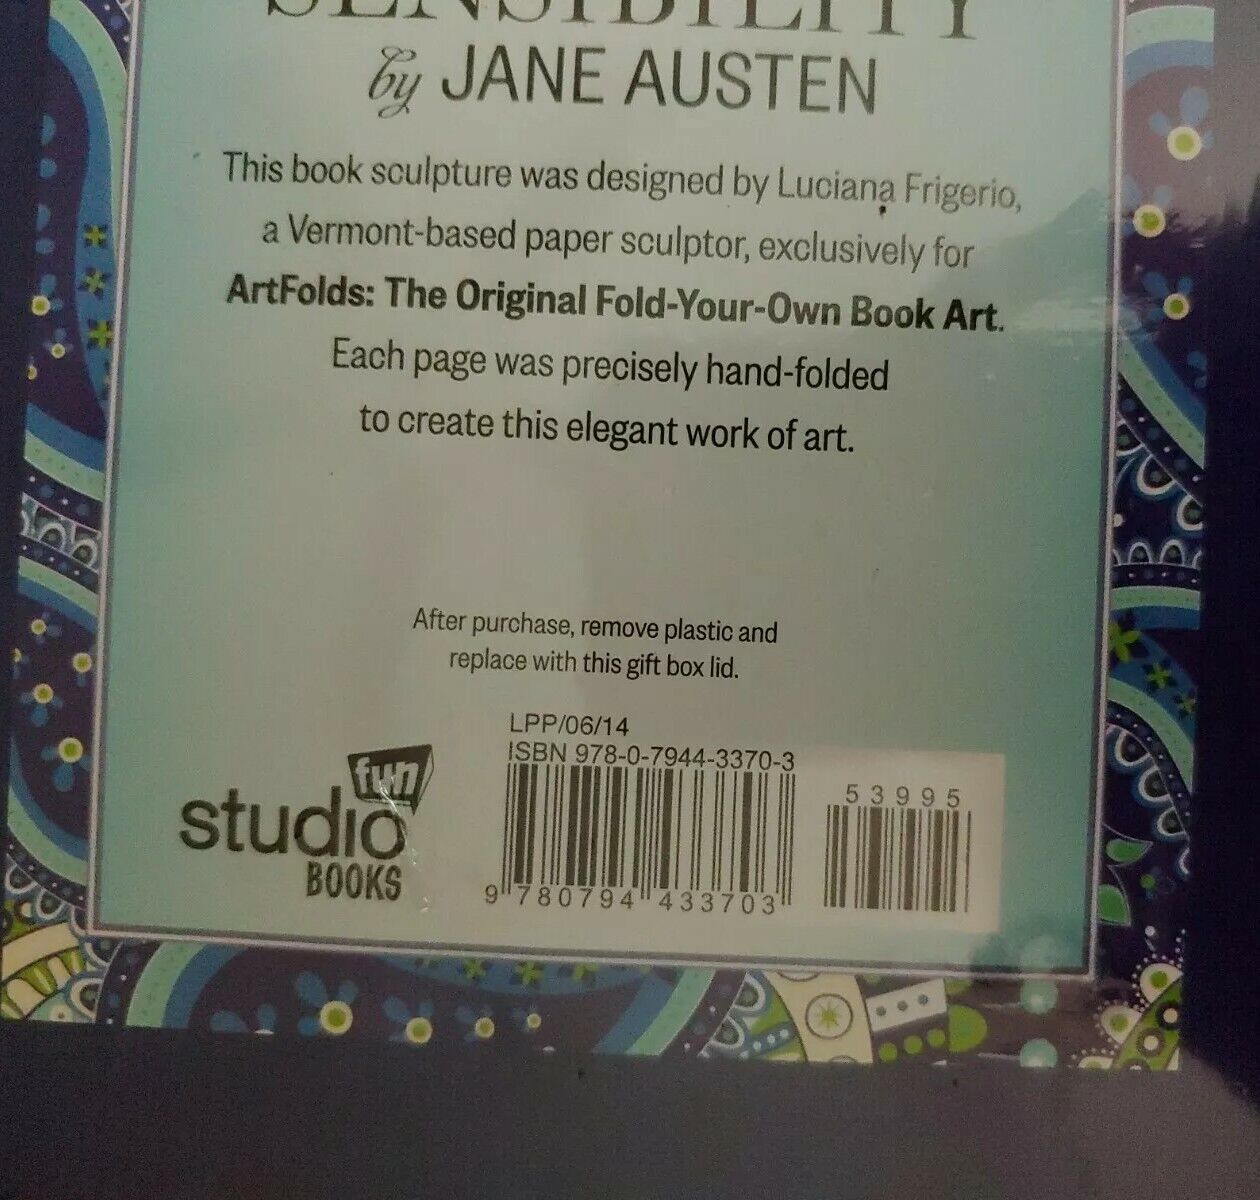 SENSIBILITY
by JANE AUSTEN
This book sculpture was designed by Luciana Frigerio,
a Vermont-based paper sculptor, exclusively for
ArtFolds: The Original Fold-Your-Own Book Art.
Each page was precisely hand-folded
to create this elegant work of art.
After purchase, remove plastic and
replace with this gift box lid.
LPP/06/14
ISBN 978-0-7944-3370-3
53995
9 780794 433703
studio fun
BOOKS